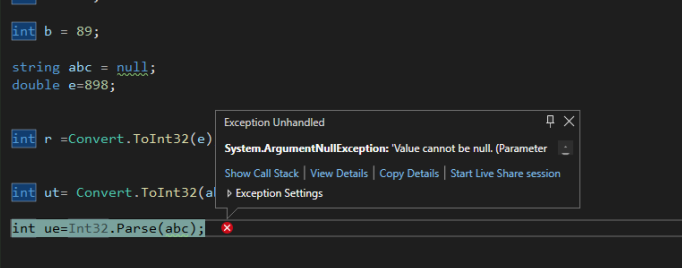 int b = 89;
string abc = null;
double e=898;
Exception Unhandled
System.ArgumentNullException: 'Value cannot be null. (Parameter
int r =Convert.ToInt32(e)
Show Call Stack | View Details | Copy Details | Start Live Share session
int ut= Convert.ToInt32(a
Exception Settings
int ue=Int32.Parse(abc);